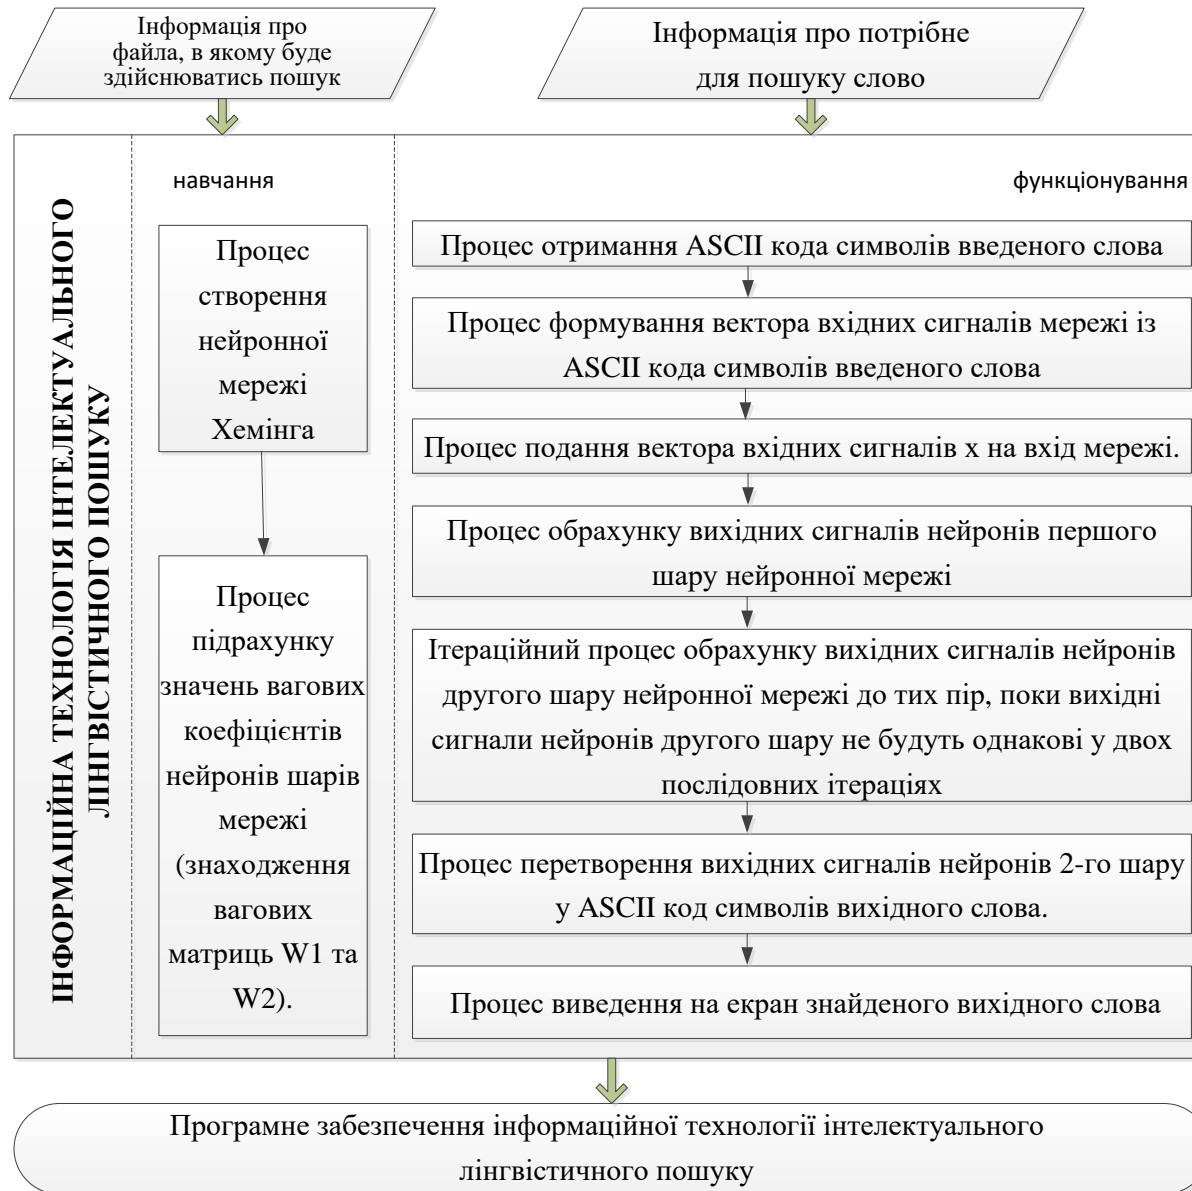 Інформація про
файла, в якому буде
здійснюватись пошук
Інформація про потрібне
для пошуку слово
ІНФОРМАЦІЙНА ТЕХНОЛОГІЯ ІНТЕЛЕКТУАЛЬНОГО
ЛІНГВІСТИЧНОГО ПОШУКУ
навчання
Процес
створення
нейронної
мережі
Хемінга
Процес
підрахунку
значень вагових
коефіцієнтів
нейронів шарів
мережі
(знаходження
вагових
матриць W1 та
W2).
функціонування
Процес отримання ASCII кода символів введеного слова
Процес формування вектора вхідних сигналів мережі із
ASCII кода символів введеного слова
Процес подання вектора вхідних сигналів x на вхід мережі.
Процес обрахунку вихідних сигналів нейронів першого
шару нейронної мережі
Ітераційний процес обрахунку вихідних сигналів нейронів
другого шару нейронної мережі до тих пір, поки вихідні
сигнали нейронів другого шару не будуть однакові у двох
послідовних ітераціях
Процес перетворення вихідних сигналів нейронів 2-го шару
у ASCII код символів вихідного слова.
Процес виведення на екран знайденого вихідного слова
Програмне забезпечення інформаційної технології інтелектуального
лінгвістичного пошуку